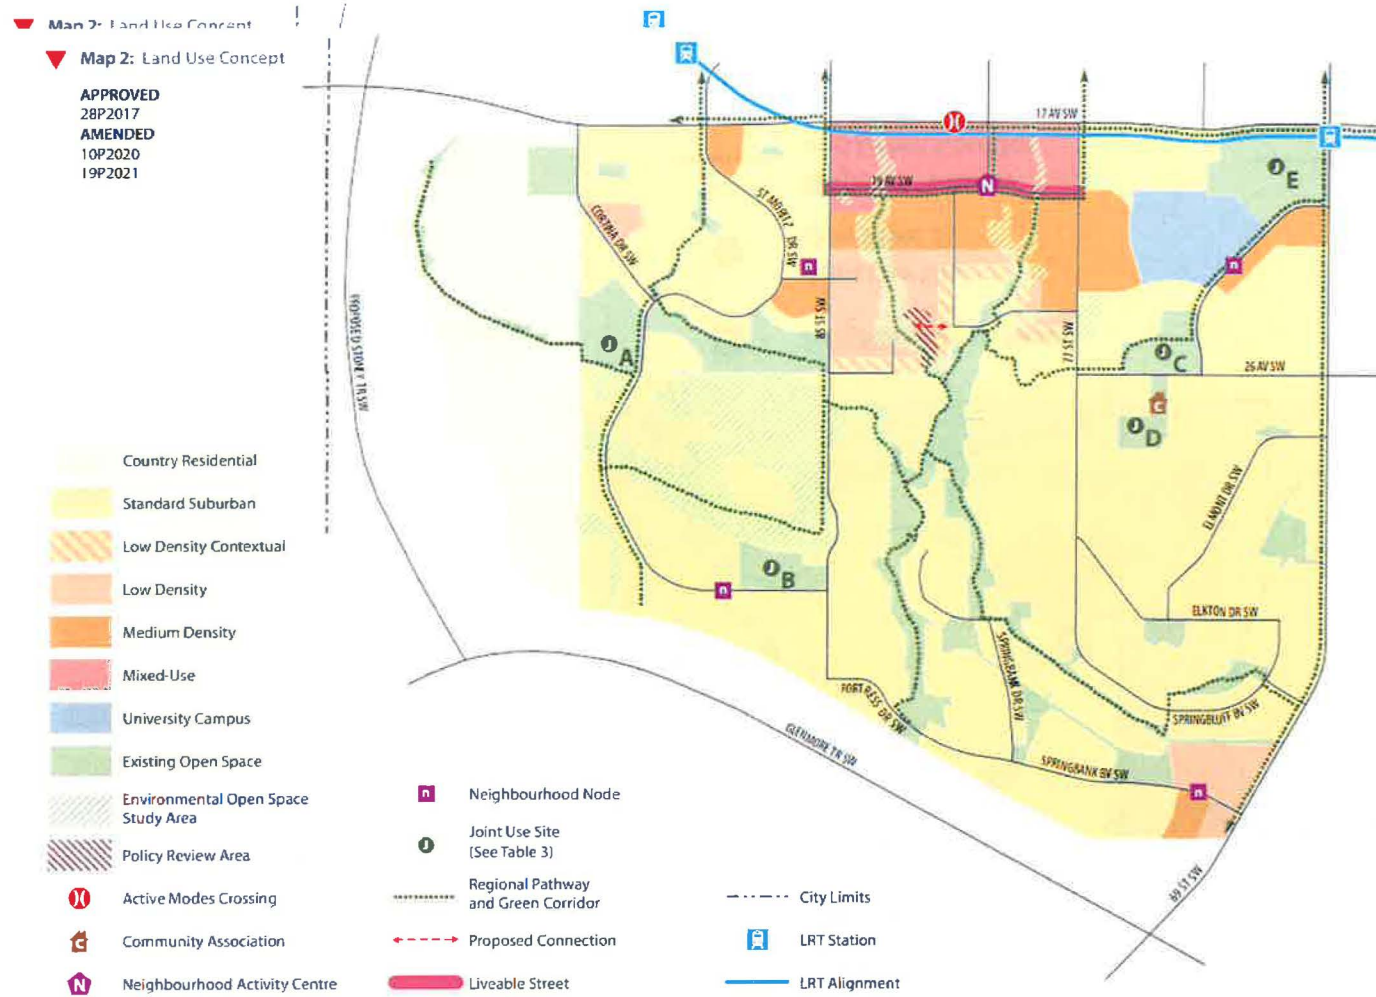 Map 2: Land Use Concept
Map 2: Land Use Concept
APPROVED
28P2017
AMENDED
10P2020
19P2021
17 AV SW
19 AV SW
N
J E
ST MORITZ DR SW
CORTINA DR SW
n
n
85 ST SW
77 ST SW
PROPOSED STONEY TR SW
J A
J C
26 AV SW
C
J D
ELMONT DR SW
J B
n
ELKTON DR SW
SPRINGBANK DR SW
FORTRESS DR SW
SPRINGBLUFF BV SW
GLENMORE TR SW
SPRINGBANK BV SW
n
69 ST SW
Country Residential
Standard Suburban
Low Density Contextual
Low Density
Medium Density
Mixed-Use
University Campus
Existing Open Space
Environmental Open Space
Study Area
Policy Review Area
Active Modes Crossing
C Community Association
N Neighbourhood Activity Centre
n Neighbourhood Node
J Joint Use Site
(See Table 3)
Regional Pathway
and Green Corridor
Proposed Connection
Liveable Street
City Limits
LRT Station
LRT Alignment